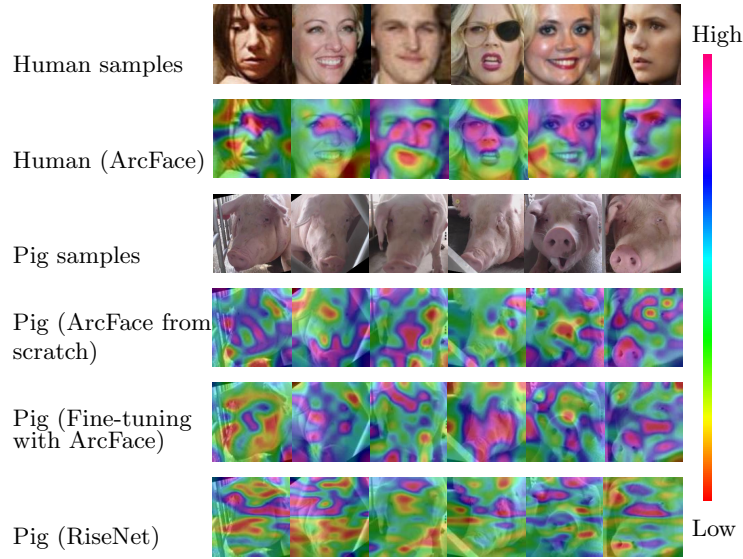 High
Human samples
Human (ArcFace)
Pig samples
Pig (ArcFace from
scratch)
Pig (Fine-tuning
with ArcFace)
Pig (RiseNet)
Low